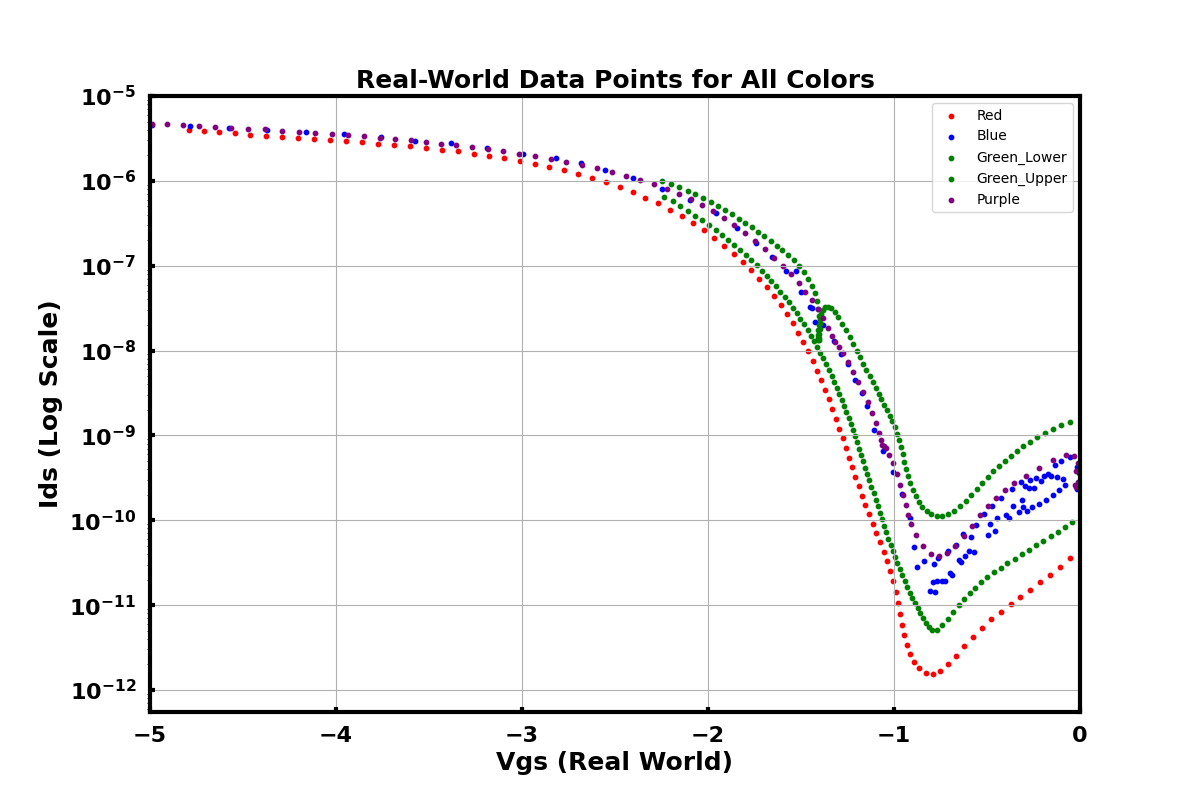 Real-World Data Points for All Colors
Red
Blue
Green_Lower
Green_Upper
Purple
Ids (Log Scale)
10⁻⁵
10⁻⁶
10⁻⁷
10⁻⁸
10⁻⁹
10⁻¹⁰
10⁻¹¹
10⁻¹²
−5 −4 −3 −2 −1 0
Vgs (Real World)